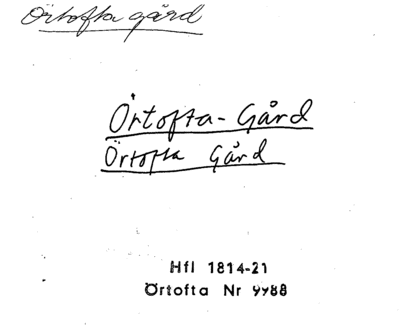 Örtofta gård
Örtofta-Gård
Örtofta Gård
Hfl 1814-21
Örtofta Nr 9988